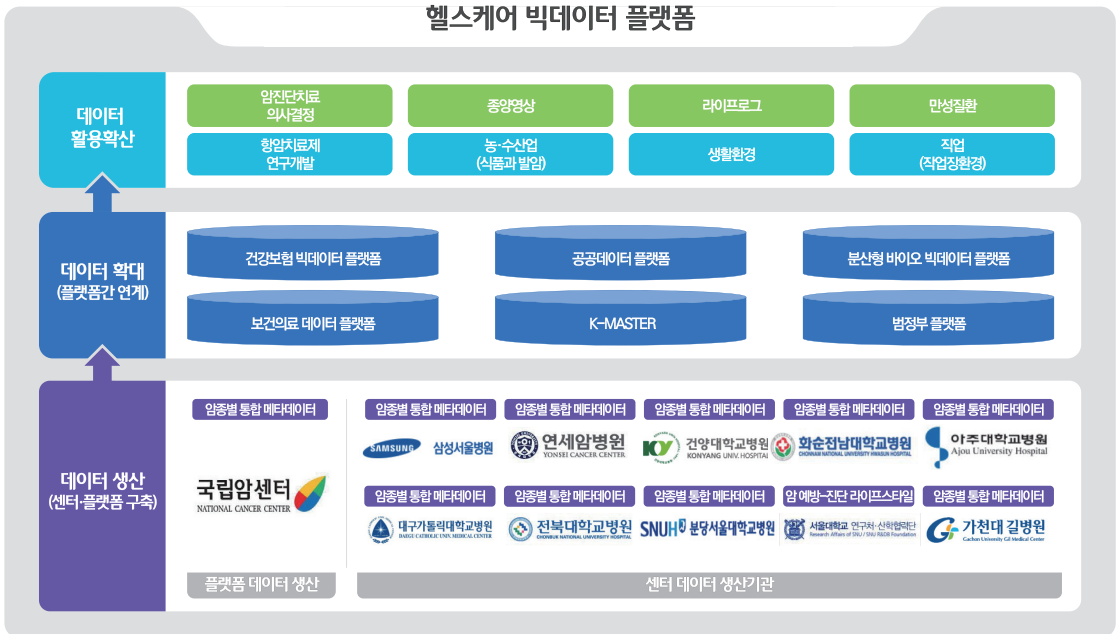 헬스케어 빅데이터 플랫폼
데이터
활용확산
암진단치료
의사결정
종양영상
라이프로그
만성질환
항암치료제
연구개발
농·수산업
(식품과 발암)
생활환경
직업
(작업장환경)
데이터 확대
(플랫폼간 연계)
건강보험 빅데이터 플랫폼
공공데이터 플랫폼
분산형 바이오 빅데이터 플랫폼
보건의료 데이터 플랫폼
K-MASTER
범정부 플랫폼
데이터 생산
(센터·플랫폼 구축)
암종별 통합 메타데이터
국립암센터
NATIONAL CANCER CENTER
플랫폼 데이터 생산
암종별 통합 메타데이터
SAMSUNG 삼성서울병원
암종별 통합 메타데이터
연세암병원
YONSEI CANCER CENTER
암종별 통합 메타데이터
KY 건양대학교병원
KONYANG UNIV. HOSPITAL
암종별 통합 메타데이터
화순전남대학교병원
CHONNAM NATIONAL UNIVERSITY HWASUN HOSPITAL
암종별 통합 메타데이터
아주대학교병원
Ajou University Hospital
암종별 통합 메타데이터
대구가톨릭대학교병원
DAEGU CATHOLIC UNIV. MEDICAL CENTER
암종별 통합 메타데이터
전북대학교병원
CHONBUK NATIONAL UNIVERSITY HOSPITAL
암종별 통합 메타데이터
SNUH 분당서울대학교병원
암 예방-진단 라이프스타일
서울대학교 연구처·산학협력단
Research Affairs of SNU / SNU R&DB Foundation
암종별 통합 메타데이터
가천대 길병원
Gachon University Gil Medical Center
센터 데이터 생산기관